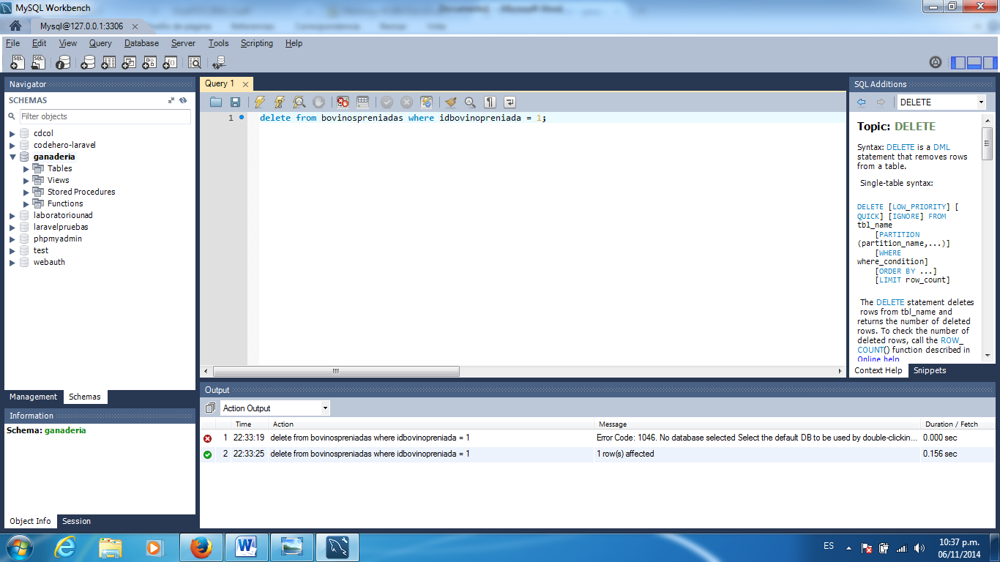 MySQL Workbench
Mysql@127.0.0.1:3306
File Edit View Query Database Server Tools Scripting Help
Navigator
SCHEMAS
Filter objects
cdcol
codehero-laravel
ganaderia
Tables
Views
Stored Procedures
Functions
laboratoriounad
laravelpruebas
phpmyadmin
test
webauth
Management Schemas
Information
Schema: ganaderia
Object Info Session
Query 1
1 delete from bovinospreniadas where idbovinopreniada = 1;
SQL Additions
DELETE
Topic: DELETE
Syntax: DELETE is a DML
statement that removes rows
from a table.
Single-table syntax:
DELETE [LOW_PRIORITY] [
QUICK] [IGNORE] FROM
tbl_name
[PARTITION
(partition_name,...)]
[WHERE
where_condition]
[ORDER BY ...]
[LIMIT row_count]
The DELETE statement deletes
rows from tbl_name and
returns the number of deleted
rows. To check the number of
deleted rows, call the ROW_
COUNT() function described in
Online help
Context Help Snippets
Output
Action Output
Time Action Message Duration / Fetch
1 22:33:19 delete from bovinospreniadas where idbovinopreniada = 1 Error Code: 1046. No database selected Select the default DB to be used by double-clickin... 0.000 sec
2 22:33:25 delete from bovinospreniadas where idbovinopreniada = 1 1 row(s) affected 0.156 sec
ES
10:37 p.m.
06/11/2014